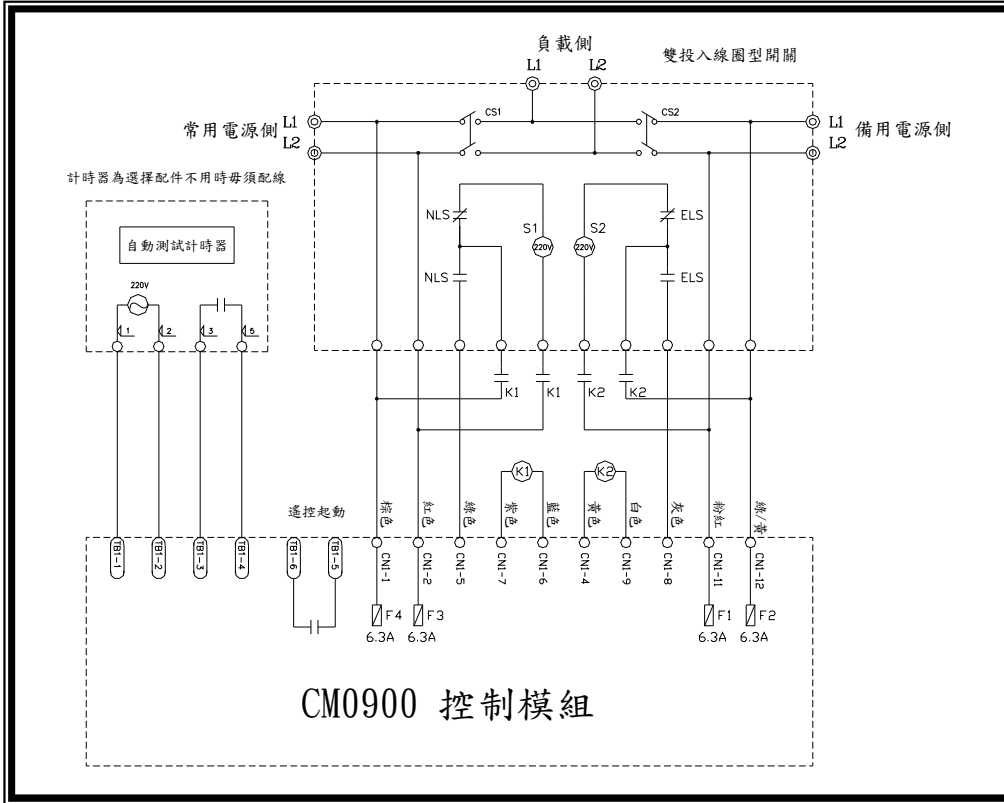 負載側
雙投入線圈型開關
L1 L2
常用電源側 L1
L2
CS1
CS2
L1 備用電源側
L2
計時器為選擇配件不用時毋須配線
自動測試計時器
220V
1 2 3 5
NLS
S1
220V
S2
220V
ELS
NLS
ELS
K1 K1 K2 K2
K1 K2
遙控起動
棕色
紅色
綠色
紫色
藍色
黃色
白色
灰色
粉紅
綠/黃
TB1-1
TB1-2
TB1-3
TB1-4
TB1-6
TB1-5
CN1-1
CN1-2
CN1-5
CN1-7
CN1-6
CN1-4
CN1-9
CN1-8
CN1-11
CN1-12
F4 F3 F1 F2
6.3A 6.3A 6.3A 6.3A
CM0900 控制模組